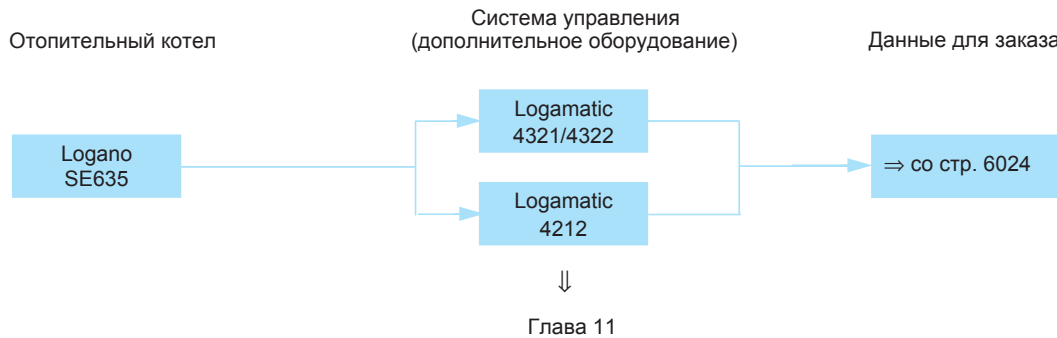 Отопительный котел
Система управления
(дополнительное оборудование)
Данные для заказа
Logano
SE635
Logamatic
4321/4322
Logamatic
4212
⇒ со стр. 6024
⇓
Глава 11